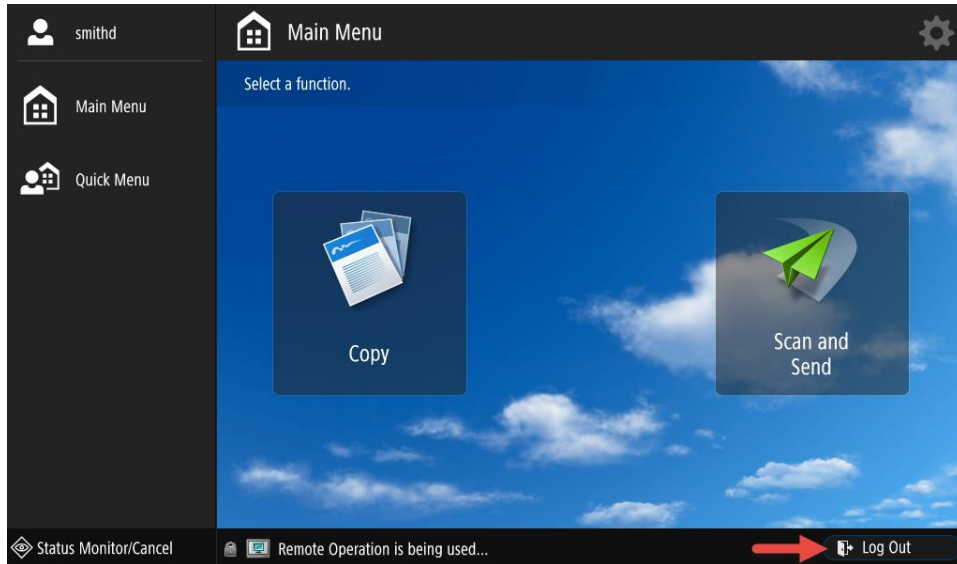 smithd
Main Menu
Quick Menu
Main Menu
Select a function.
Copy
Scan and
Send
Status Monitor/Cancel
Remote Operation is being used...
Log Out